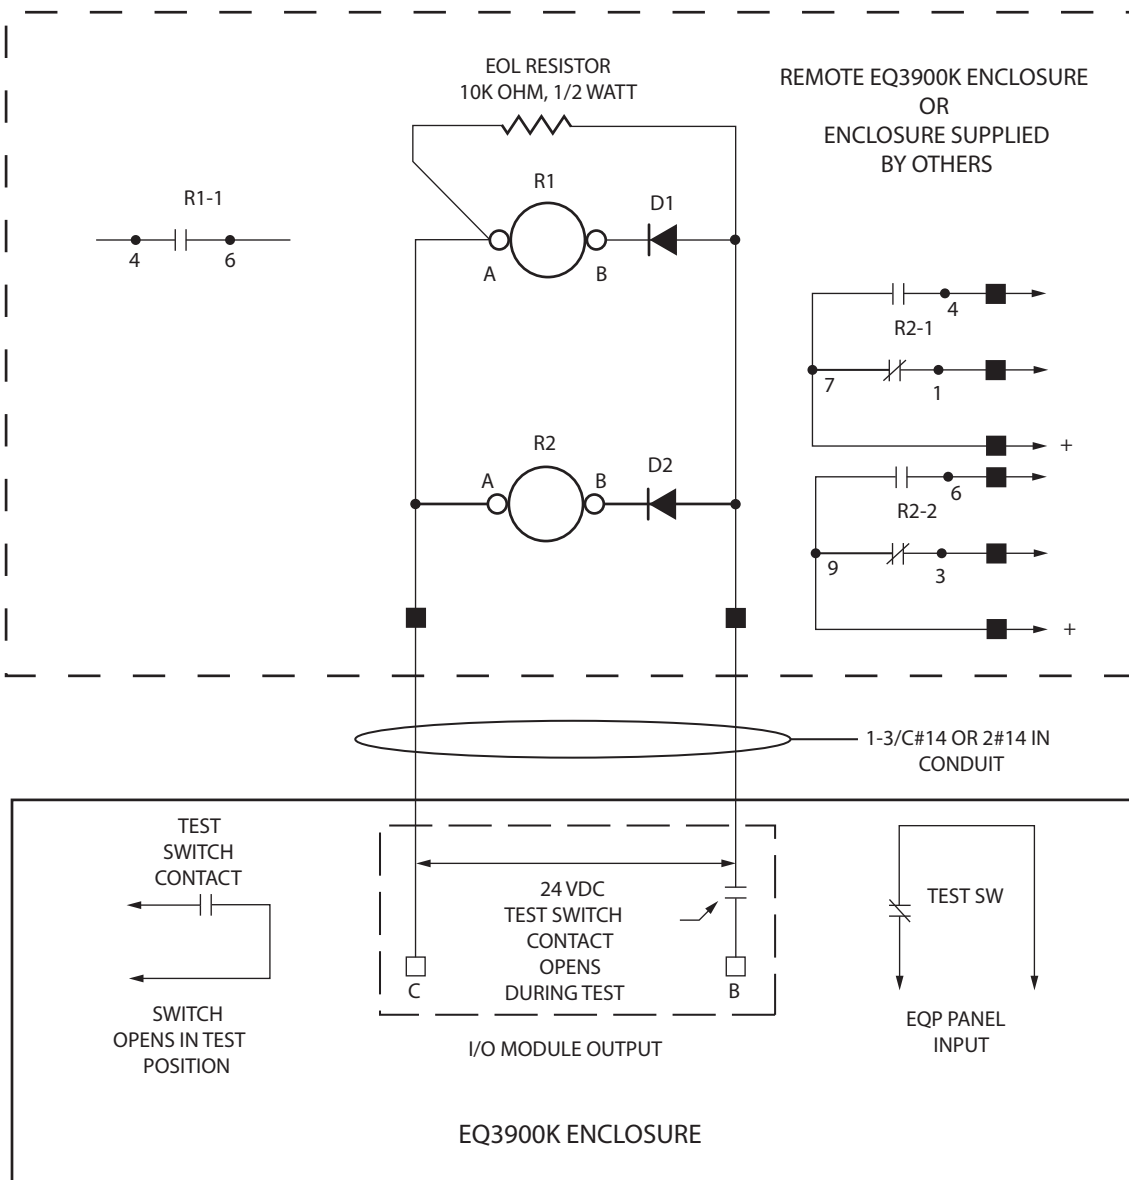 EOL RESISTOR
10K OHM, 1/2 WATT
REMOTE EQ3900K ENCLOSURE
OR
ENCLOSURE SUPPLIED
BY OTHERS
R1-1
4
6
R1
D1
A
B
4
R2-1
7
1
+
R2
D2
A
B
6
R2-2
9
3
+
1-3/C#14 OR 2#14 IN
CONDUIT
TEST
SWITCH
CONTACT
SWITCH
OPENS IN TEST
POSITION
24 VDC
TEST SWITCH
CONTACT
OPENS
DURING TEST
C
B
I/O MODULE OUTPUT
TEST SW
EQP PANEL
INPUT
EQ3900K ENCLOSURE